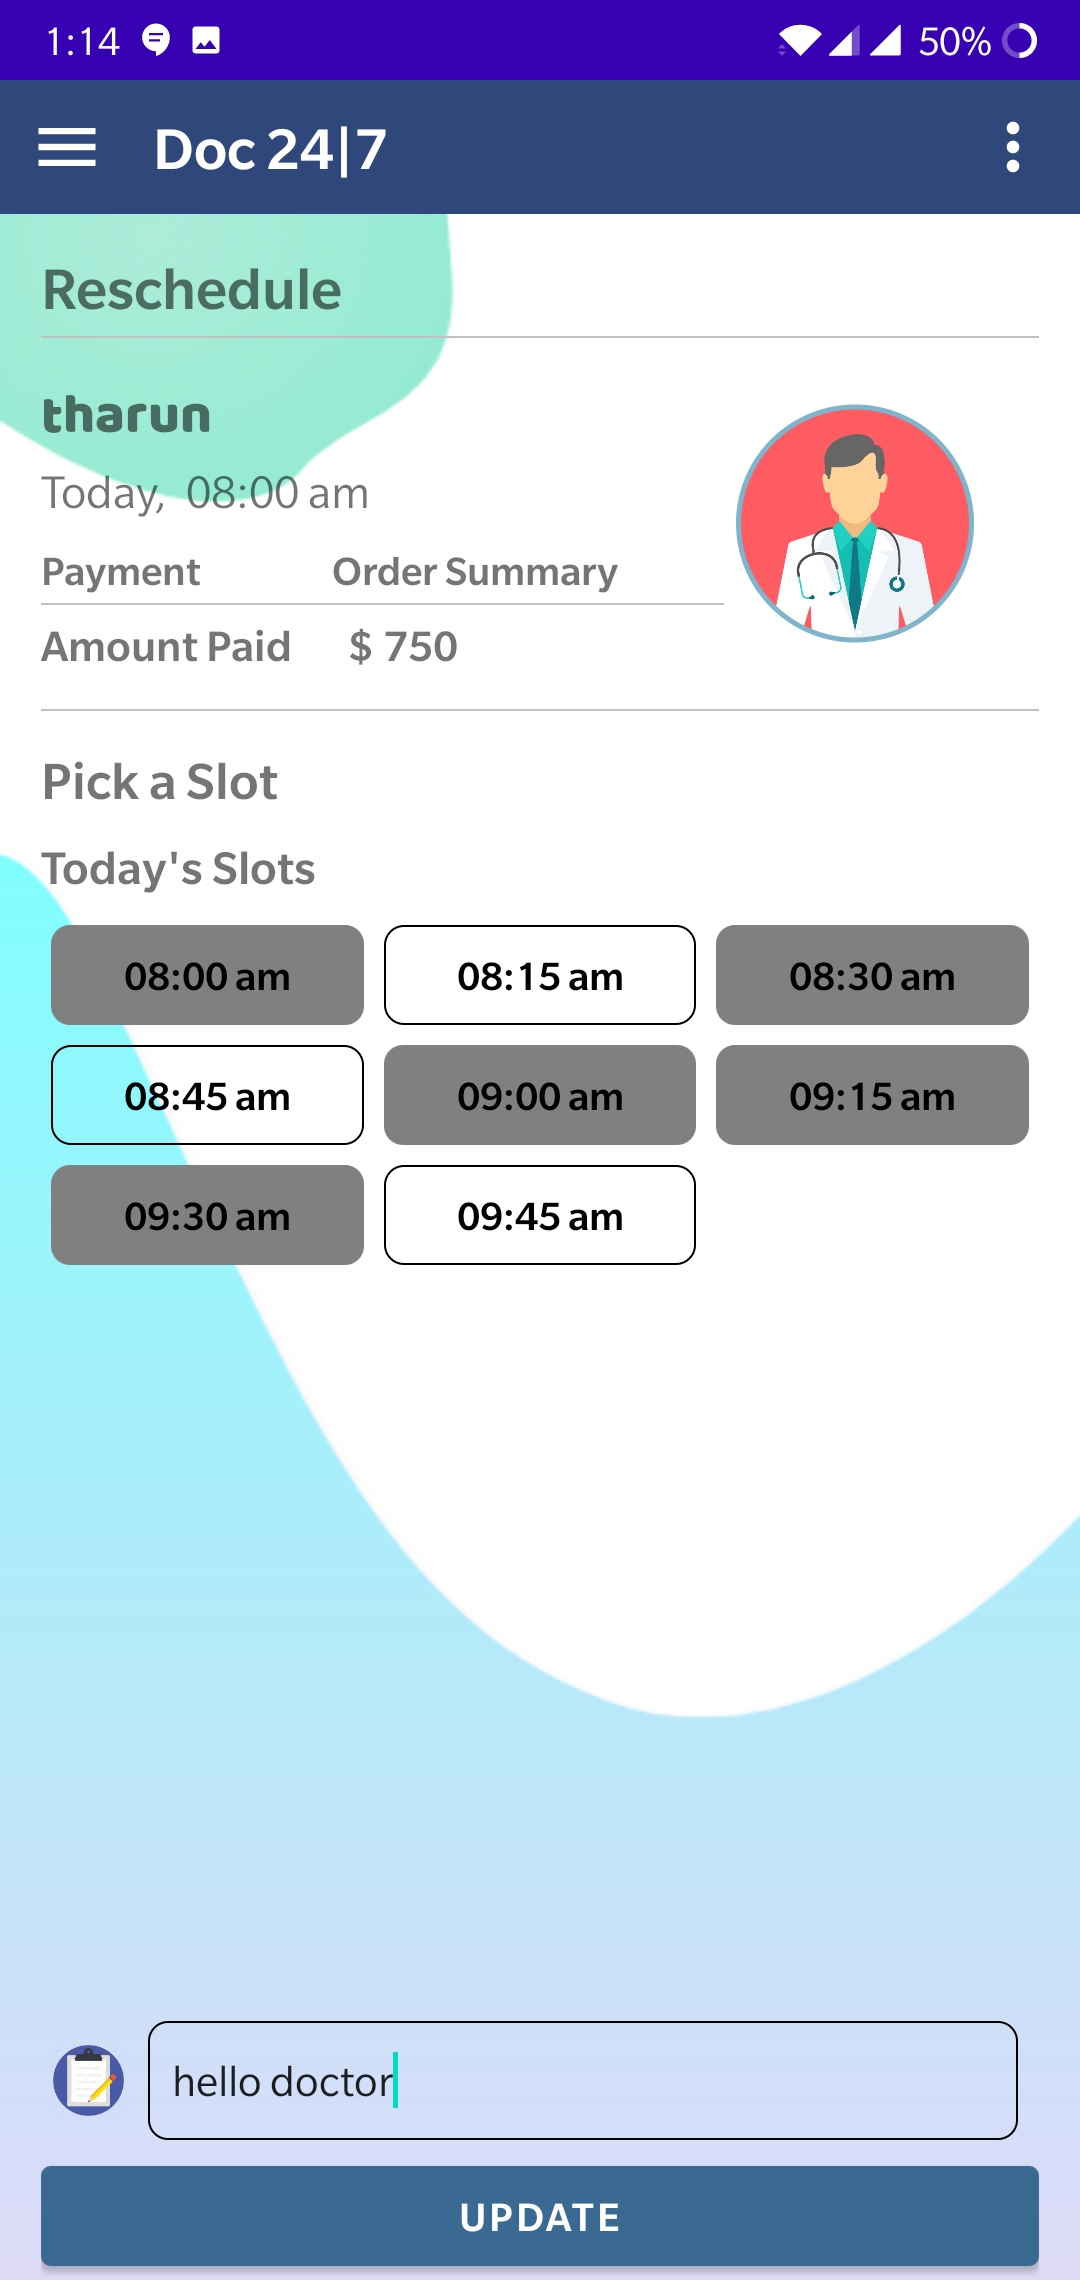 1:14 50%
Doc 24|7
Reschedule
tharun
Today, 08:00 am
Payment Order Summary
Amount Paid $ 750
Pick a Slot
Today's Slots
08:00 am 08:15 am 08:30 am
08:45 am 09:00 am 09:15 am
09:30 am 09:45 am
hello doctor
UPDATE